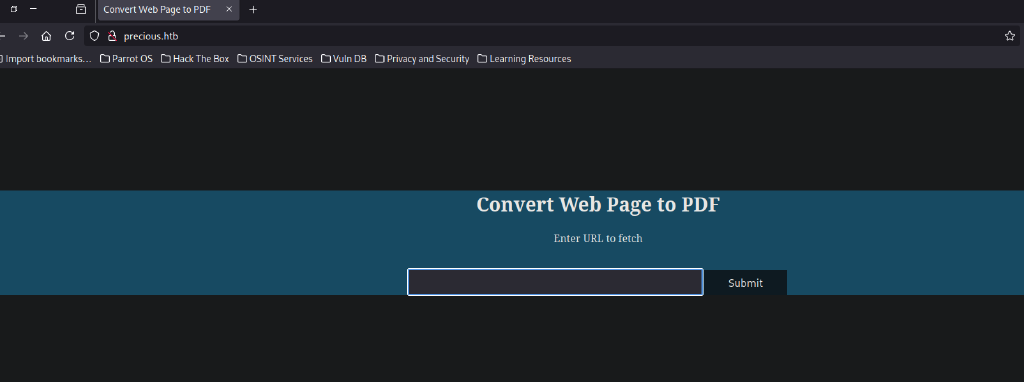 Convert Web Page to PDF
precious.htb
Import bookmarks... Parrot OS Hack The Box OSINT Services Vuln DB Privacy and Security Learning Resources
Convert Web Page to PDF
Enter URL to fetch
Submit